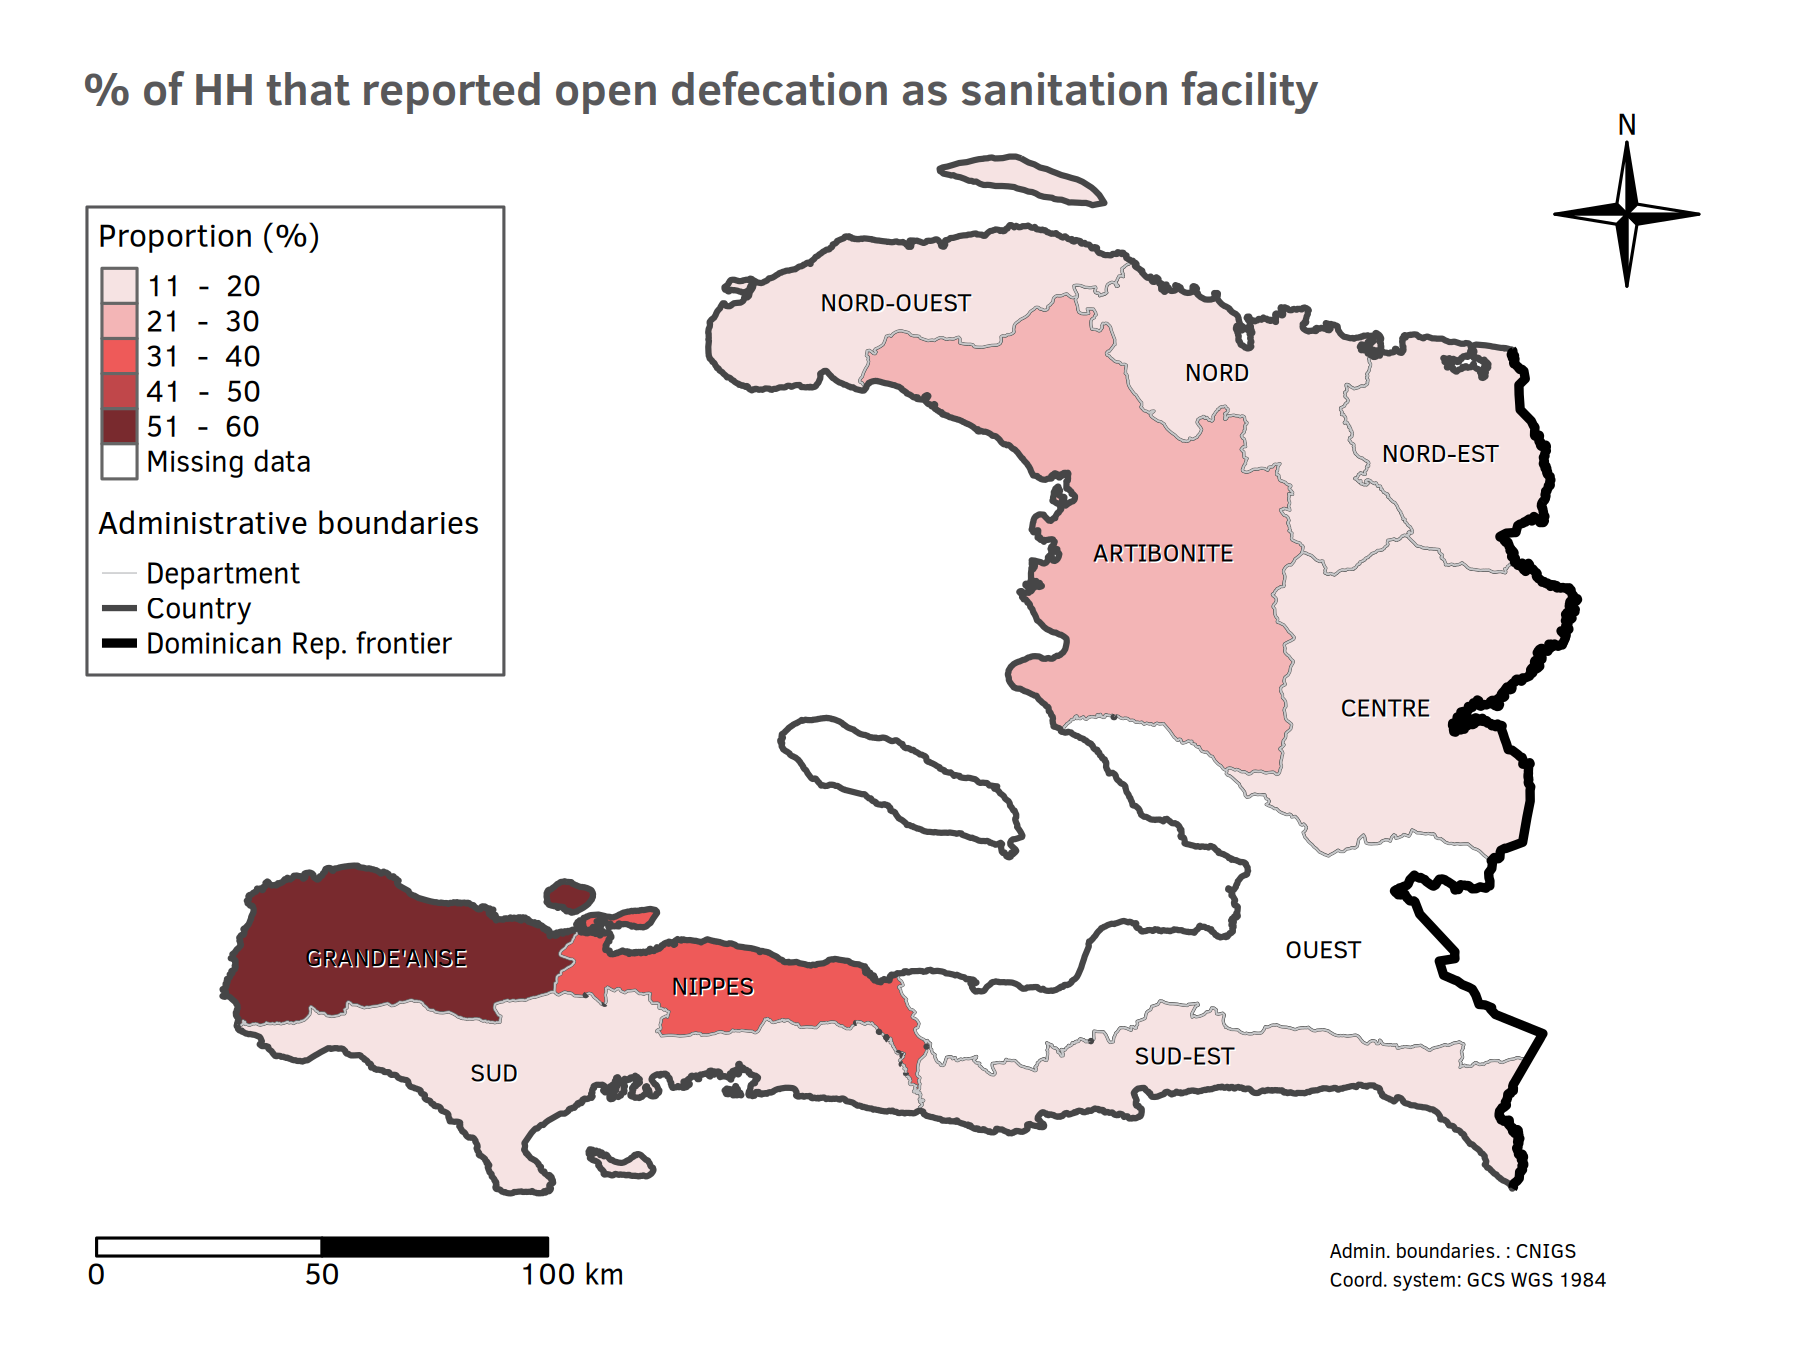 % of HH that reported open defecation as sanitation facility
N
Proportion (%)
11 - 20
21 - 30
31 - 40
41 - 50
51 - 60
Missing data
Administrative boundaries
Department
Country
Dominican Rep. frontier
NORD-OUEST
NORD
NORD-EST
ARTIBONITE
CENTRE
OUEST
GRANDE'ANSE
NIPPES
SUD-EST
SUD
0 50 100 km
Admin. boundaries. : CNIGS
Coord. system: GCS WGS 1984